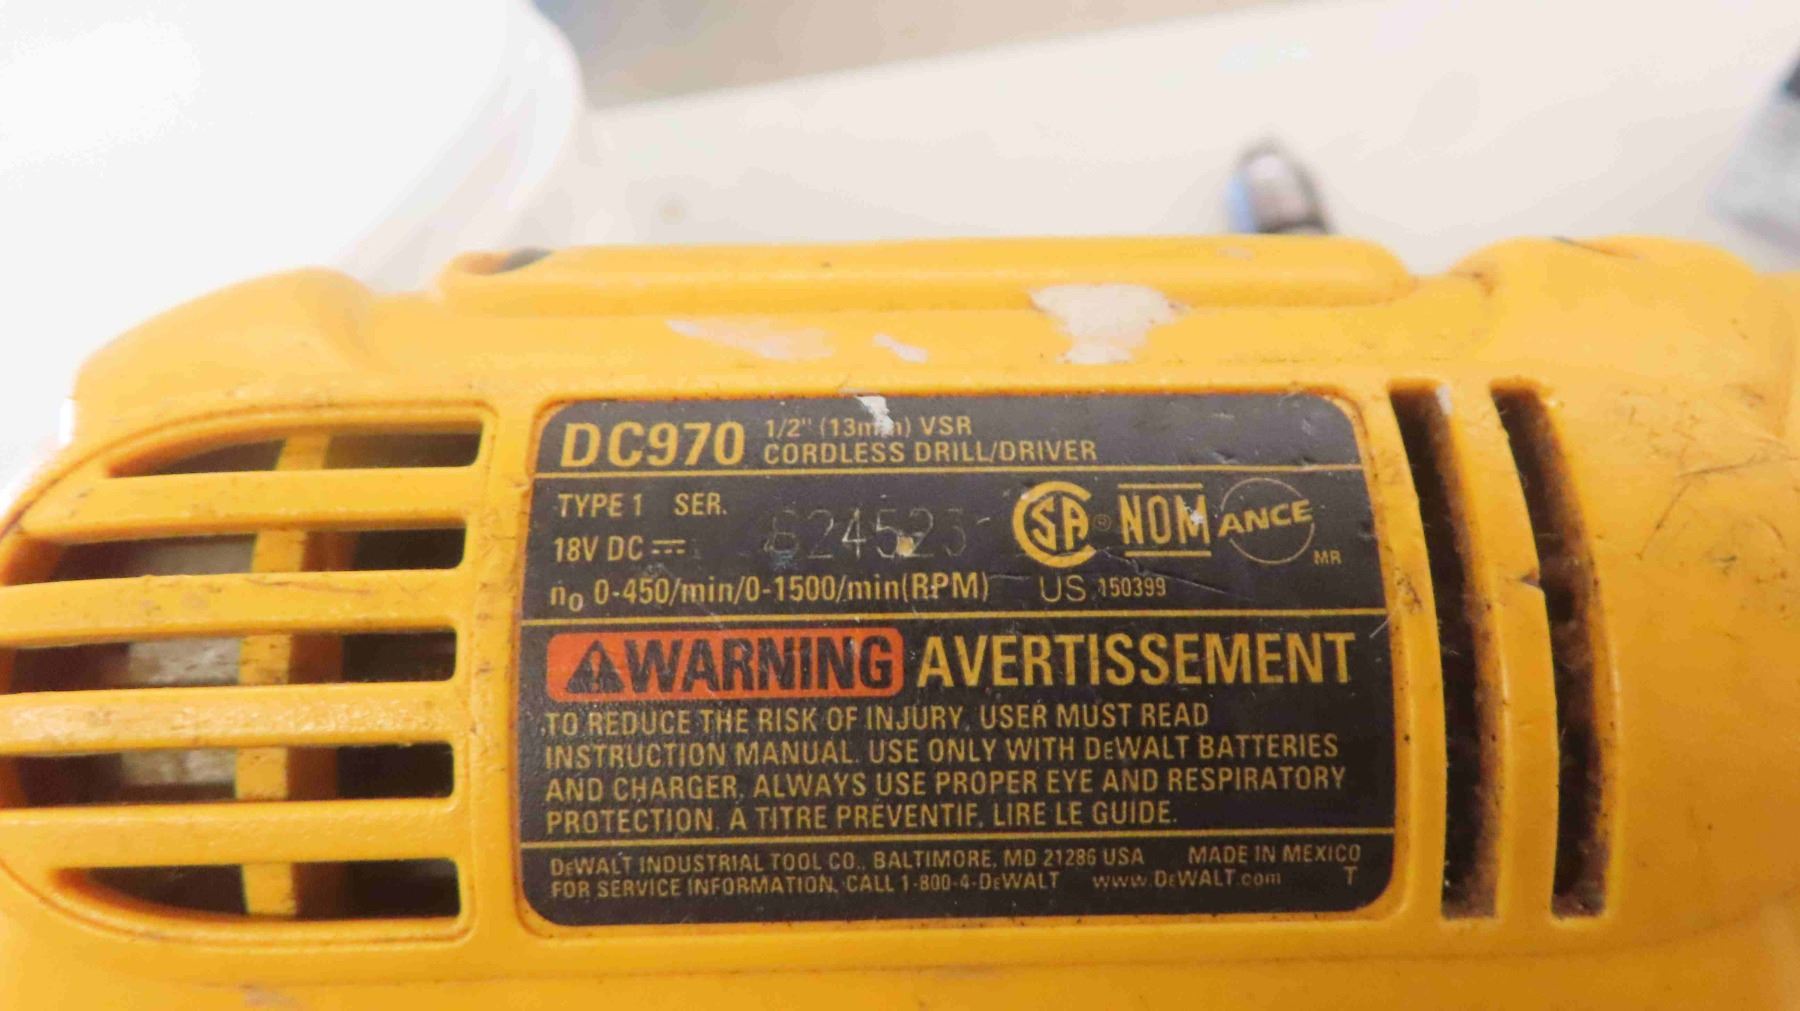 DC970 1/2" (13mm) VSR
CORDLESS DRILL/DRIVER
TYPE 1 SER.
624523
18V DC
n₀ 0-450/min/0-1500/min(RPM)
CSA ® US 150399
NOM
ANCE MR
WARNING AVERTISSEMENT
TO REDUCE THE RISK OF INJURY, USER MUST READ
INSTRUCTION MANUAL. USE ONLY WITH DEWALT BATTERIES
AND CHARGER. ALWAYS USE PROPER EYE AND RESPIRATORY
PROTECTION. À TITRE PRÉVENTIF, LIRE LE GUIDE.
DEWALT INDUSTRIAL TOOL CO., BALTIMORE, MD 21286 USA MADE IN MEXICO
FOR SERVICE INFORMATION, CALL 1-800-4-DEWALT www.DEWALT.com T